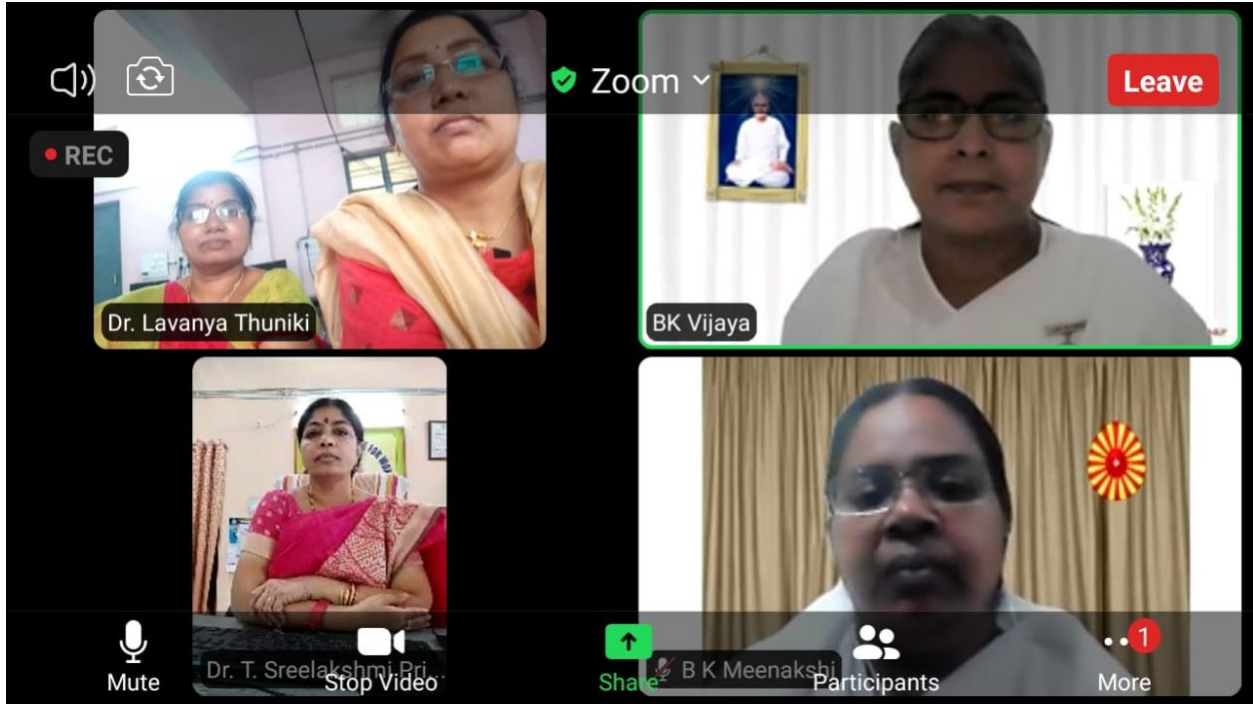 Zoom
Leave
REC
Dr. Lavanya Thuniki
BK Vijaya
FOR
Dr. T. Sreelakshmi Pri...
B K Meenakshi
1
Mute
Stop Video
Share
Participants
More